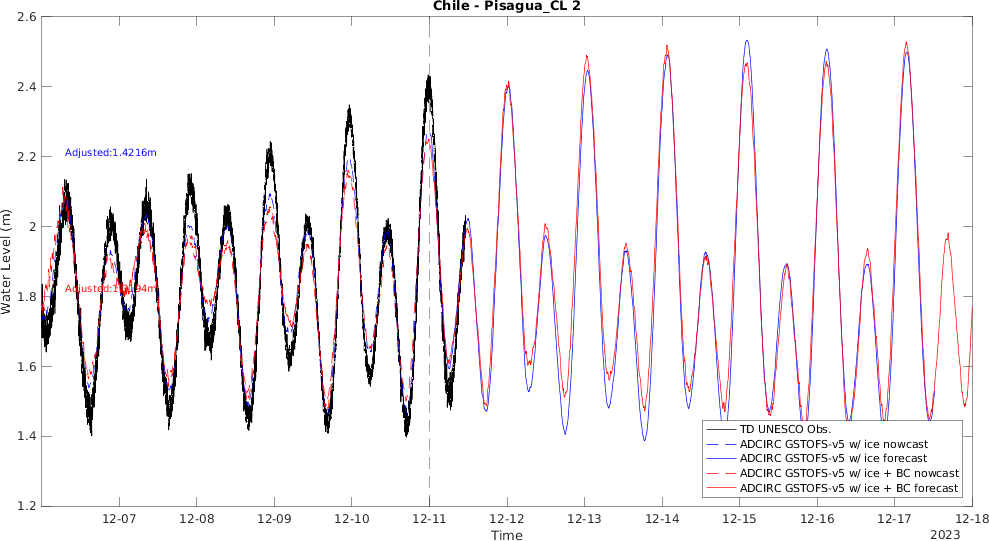 Chile - Pisagua_CL 2
2.6
2.4
2.2
2
1.8
1.6
1.4
1.2
Water Level (m)
Adjusted:1.4216m
TD UNESCO Obs.
ADCIRC GSTOFS-v5 w/ ice nowcast
ADCIRC GSTOFS-v5 w/ ice forecast
ADCIRC GSTOFS-v5 w/ ice + BC nowcast
ADCIRC GSTOFS-v5 w/ ice + BC forecast
12-07 12-08 12-09 12-10 12-11 12-12 12-13 12-14 12-15 12-16 12-17 12-18
Time
2023